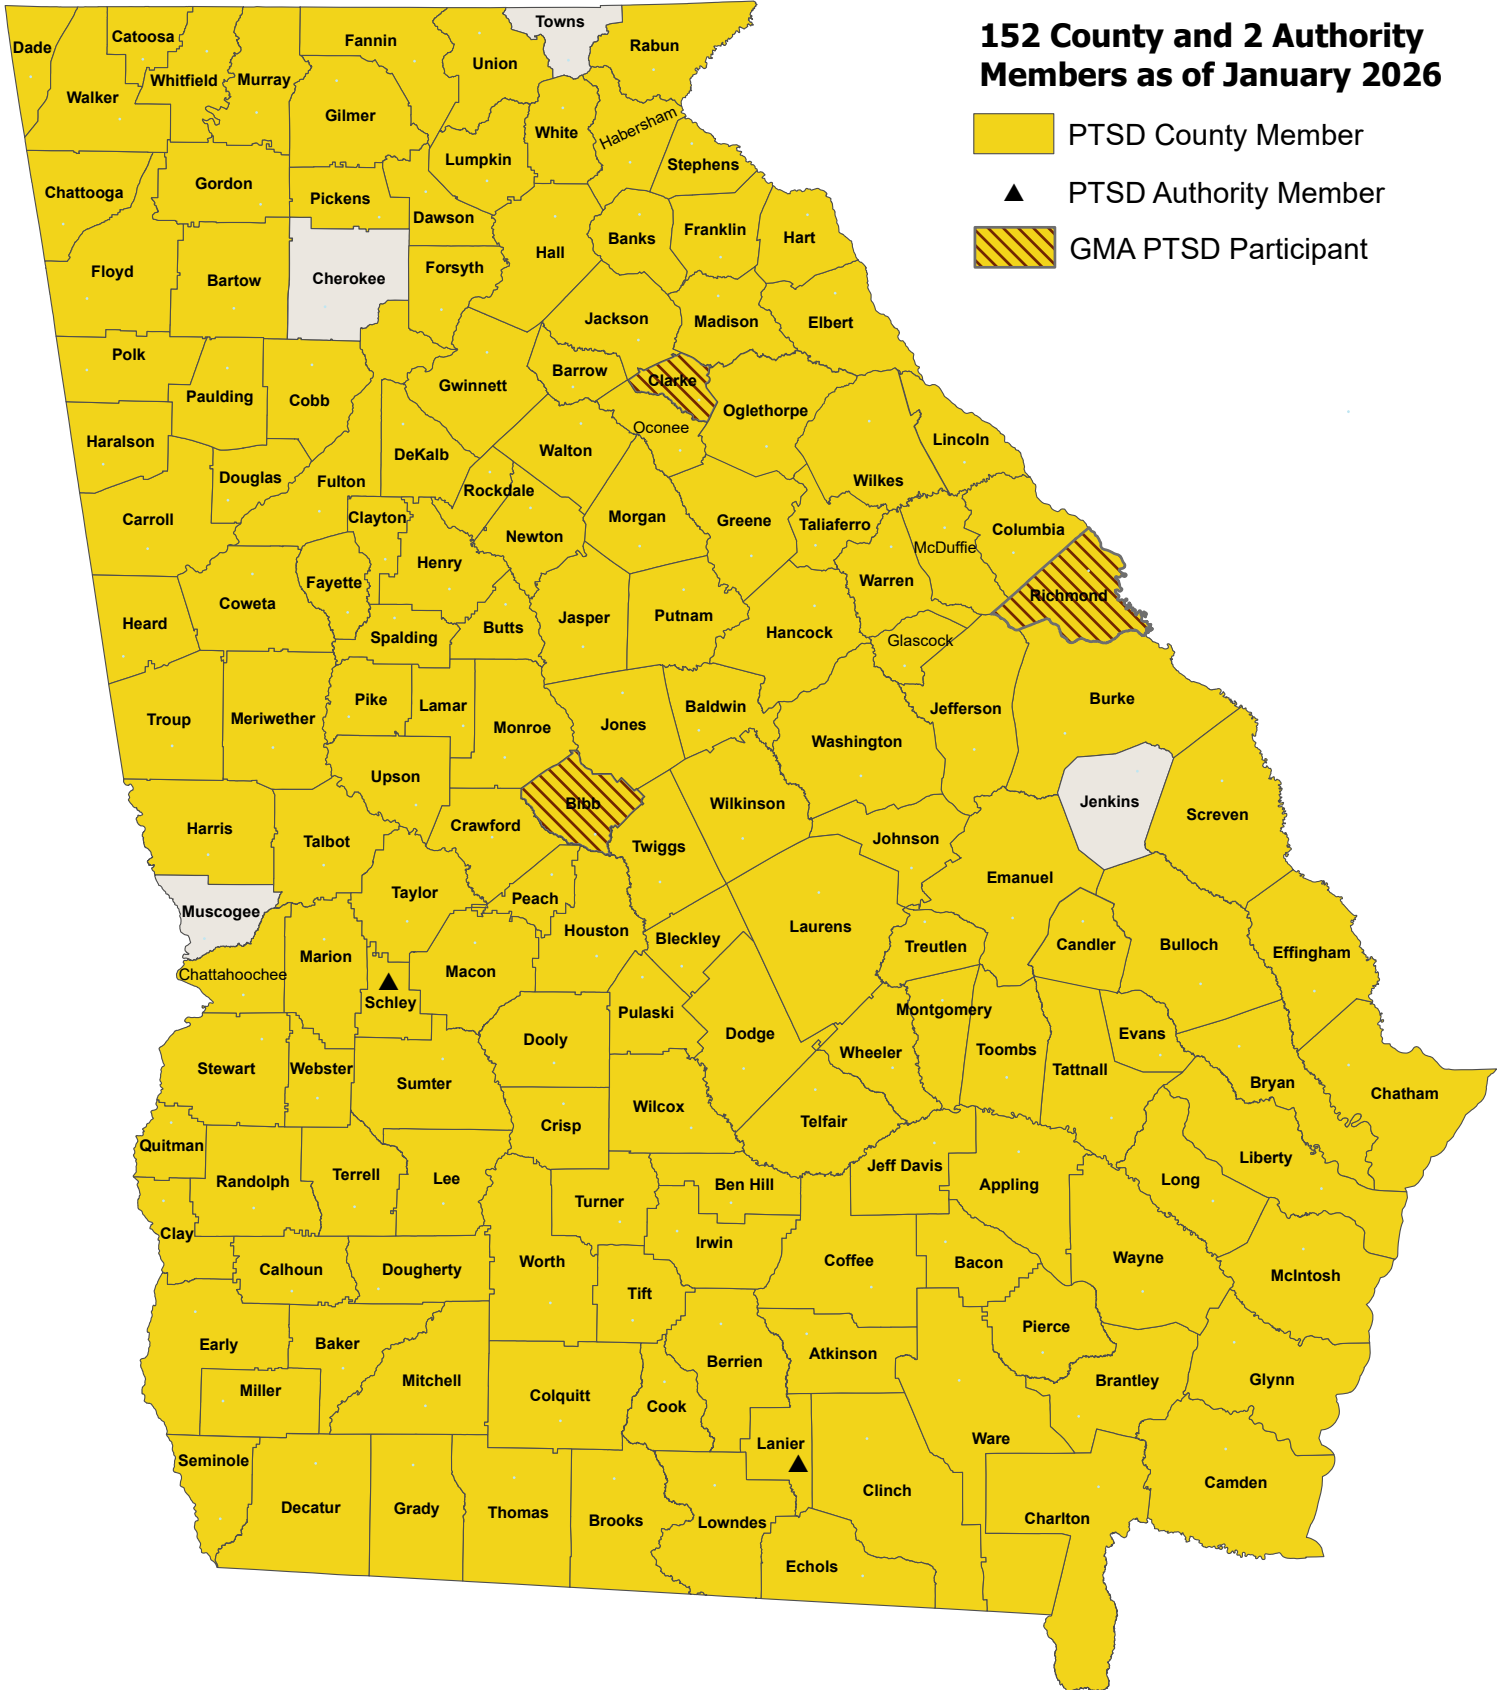 152 County and 2 Authority
Members as of January 2026
PTSD County Member
PTSD Authority Member
GMA PTSD Participant
Dade
Catoosa
Whitfield
Murray
Fannin
Union
Towns
Rabun
Walker
Gilmer
White
Habersham
Lumpkin
Stephens
Chattooga
Gordon
Pickens
Dawson
Hall
Banks
Franklin
Hart
Floyd
Bartow
Cherokee
Forsyth
Jackson
Madison
Elbert
Polk
Paulding
Cobb
Gwinnett
Barrow
Clarke
Oglethorpe
Haralson
Oconee
Lincoln
Douglas
Fulton
DeKalb
Walton
Wilkes
Rockdale
Carroll
Clayton
Newton
Morgan
Greene
Taliaferro
McDuffie
Columbia
Henry
Fayette
Coweta
Warren
Richmond
Heard
Spalding
Butts
Jasper
Putnam
Hancock
Glascock
Troup
Meriwether
Pike
Lamar
Monroe
Jones
Baldwin
Washington
Jefferson
Burke
Upson
Bibb
Wilkinson
Jenkins
Screven
Harris
Talbot
Crawford
Twiggs
Johnson
Emanuel
Muscogee
Taylor
Peach
Houston
Bleckley
Laurens
Treutlen
Candler
Bulloch
Effingham
Chattahoochee
Marion
Schley
Macon
Pulaski
Dodge
Montgomery
Evans
Stewart
Webster
Sumter
Dooly
Wheeler
Toombs
Tattnall
Bryan
Chatham
Quitman
Crisp
Wilcox
Telfair
Randolph
Terrell
Lee
Turner
Ben Hill
Jeff Davis
Appling
Long
Liberty
Clay
Calhoun
Dougherty
Worth
Irwin
Coffee
Bacon
Wayne
McIntosh
Tift
Early
Baker
Mitchell
Berrien
Atkinson
Pierce
Miller
Colquitt
Cook
Brantley
Glynn
Seminole
Lanier
Ware
Decatur
Grady
Thomas
Brooks
Lowndes
Clinch
Charlton
Camden
Echols